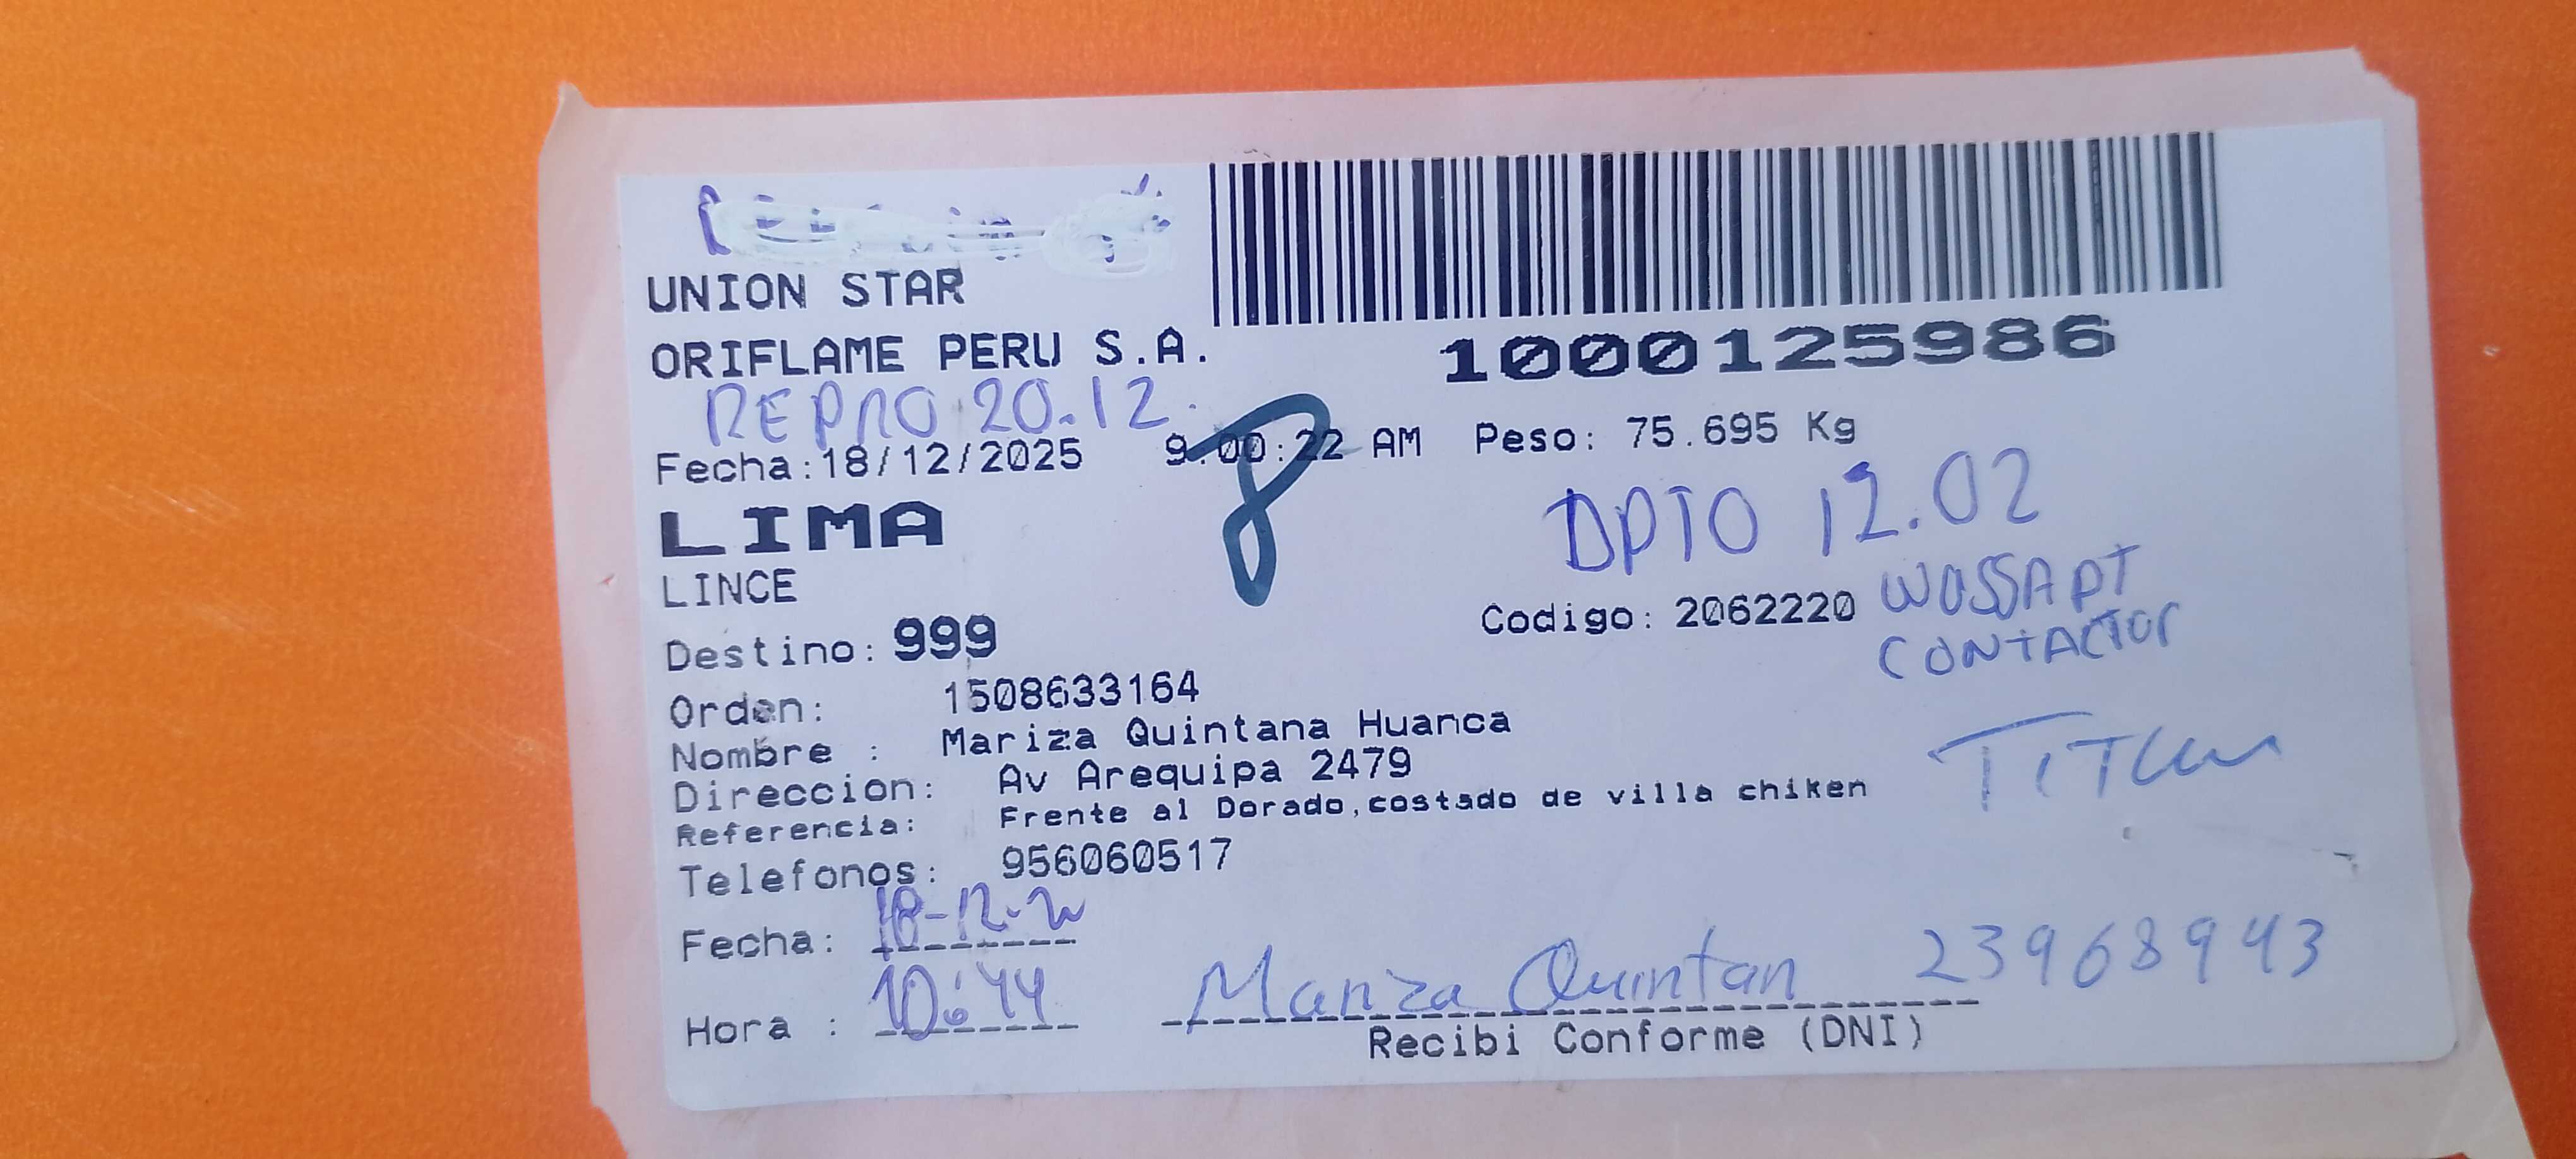 UNION STAR
ORIFLAME PERU S.A.
1000125986
REPRO 20.12
Fecha:18/12/2025 9:00:22 AM Peso: 75.695 Kg
8
LIMA
DPTO 12.02
LINCE
Codigo: 2062220 WOSSAPT
CONTACTOr
Destino: 999
Orden: 1508633164
Nombre : Mariza Quintana Huanca
Direccion: Av Arequipa 2479
Referencia: Frente al Dorado,costado de villa chiken
Telefonos: 956060517
Fecha: 18-12-2
Hora : 10:44
Mariza Quintan 23968943
Recibi Conforme (DNI)